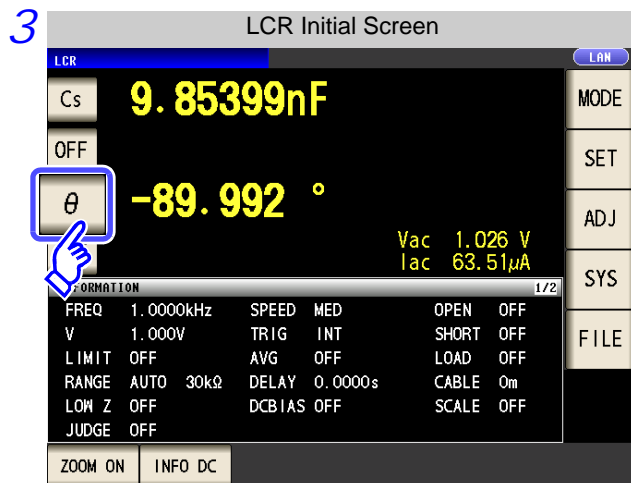 3
LCR Initial Screen
LCR
LAN
Cs 9.85399nF
MODE
OFF
SET
θ -89.992 °
ADJ
Vac 1.026 V
Iac 63.51μA
SYS
FORMATION 1/2
FREQ 1.0000kHz SPEED MED OPEN OFF
V 1.000V TRIG INT SHORT OFF
FILE
LIMIT OFF AVG OFF LOAD OFF
RANGE AUTO 30kΩ DELAY 0.0000s CABLE 0m
LOW Z OFF DCBIAS OFF SCALE OFF
JUDGE OFF
ZOOM ON INFO DC